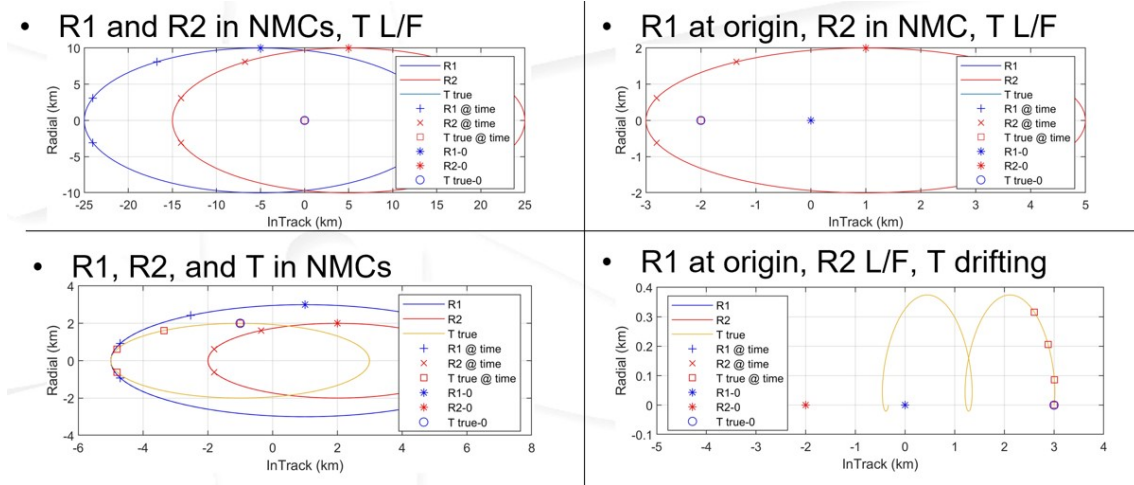 • R1 and R2 in NMCs, T L/F
10
5
0
-5
-10
Radial (km)
-25 -20 -15 -10 -5 0 5 10 15 20 25
InTrack (km)
R1
R2
T true
R1 @ time
R2 @ time
T true @ time
R1-0
R2-0
T true-0
• R1 at origin, R2 in NMC, T L/F
2
1
0
-1
-2
Radial (km)
-3 -2 -1 0 1 2 3 4 5
InTrack (km)
R1
R2
T true
R1 @ time
R2 @ time
T true @ time
R1-0
R2-0
T true-0
• R1, R2, and T in NMCs
4
2
0
-2
-4
Radial (km)
-6 -4 -2 0 2 4 6 8
InTrack (km)
R1
R2
T true
R1 @ time
R2 @ time
T true @ time
R1-0
R2-0
T true-0
• R1 at origin, R2 L/F, T drifting
0.4
0.3
0.2
0.1
0
-0.1
Radial (km)
-5 -4 -3 -2 -1 0 1 2 3 4
InTrack (km)
R1
R2
T true
R1 @ time
R2 @ time
T true @ time
R1-0
R2-0
T true-0